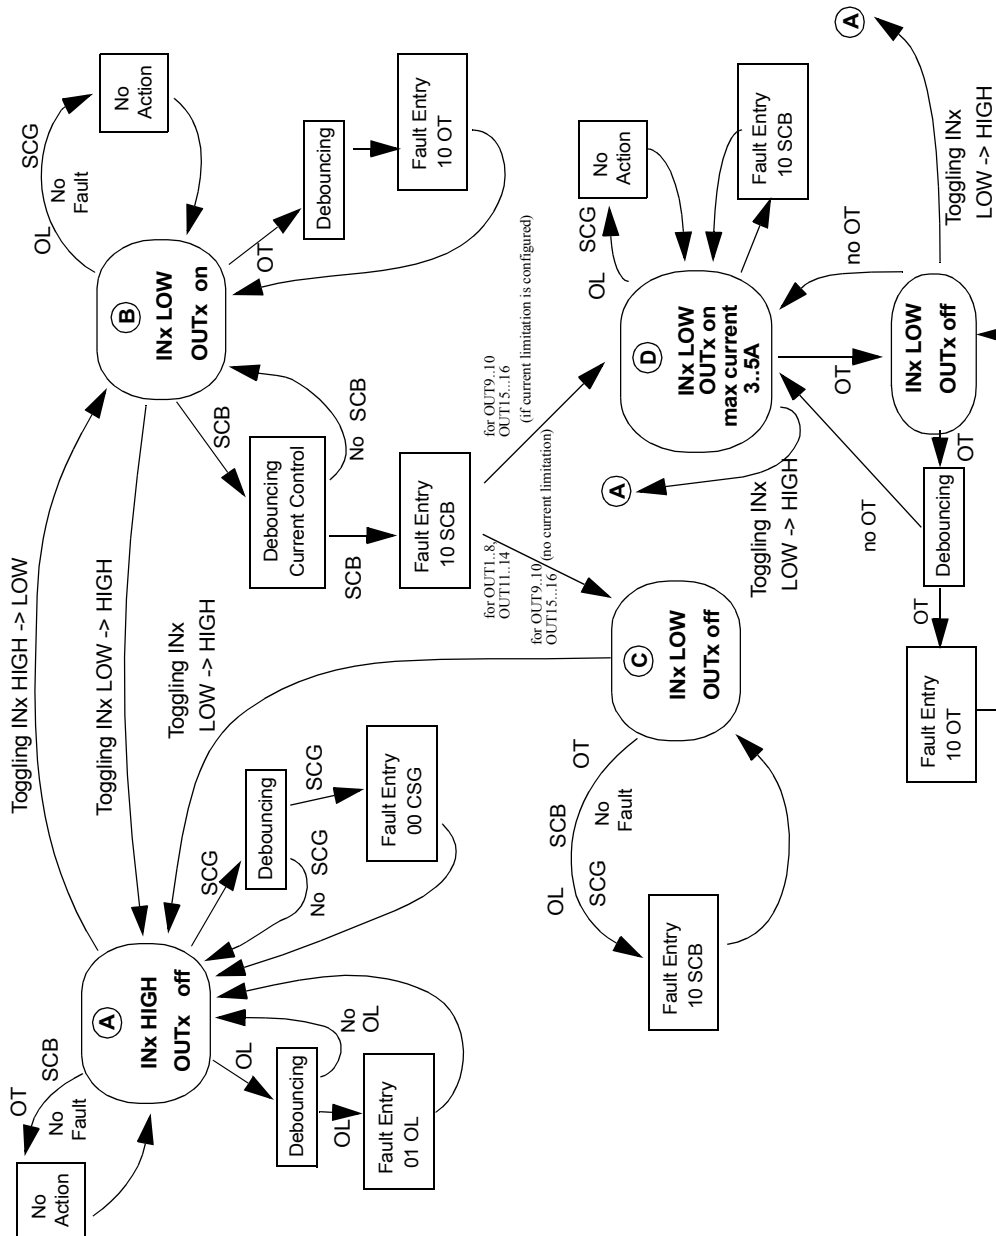 No
Action
OT
SCB
No
Fault
A
INx HIGH
OUTx off
OL
Debouncing
No
OL
OL
Fault Entry
01 OL
SCG
Debouncing
No SCG
SCG
Fault Entry
00 CSG
Toggling INx HIGH -> LOW
Toggling INx LOW -> HIGH
Toggling INx
LOW -> HIGH
B
INx LOW
OUTx on
OL
No
Fault
SCG
No
Action
OT
Debouncing
Fault Entry
10 OT
SCB
Debouncing
Current Control
No SCB
SCB
Fault Entry
10 SCB
for OUT1..8,
OUT11..14
for OUT9..10
OUT15..16 (no current limitation)
for OUT9..10
OUT15..16
(if current limitation is configured)
C
INx LOW
OUTx off
OL
SCB
OT
SCG
No
Fault
Fault Entry
10 SCB
D
INx LOW
OUTx on
max current
3..5A
OL
SCG
No
Action
Fault Entry
10 SCB
A
Toggling INx
LOW -> HIGH
OT
no OT
INx LOW
OUTx off
OT
Debouncing
no OT
OT
Fault Entry
10 OT
Toggling INx
LOW -> HIGH
A